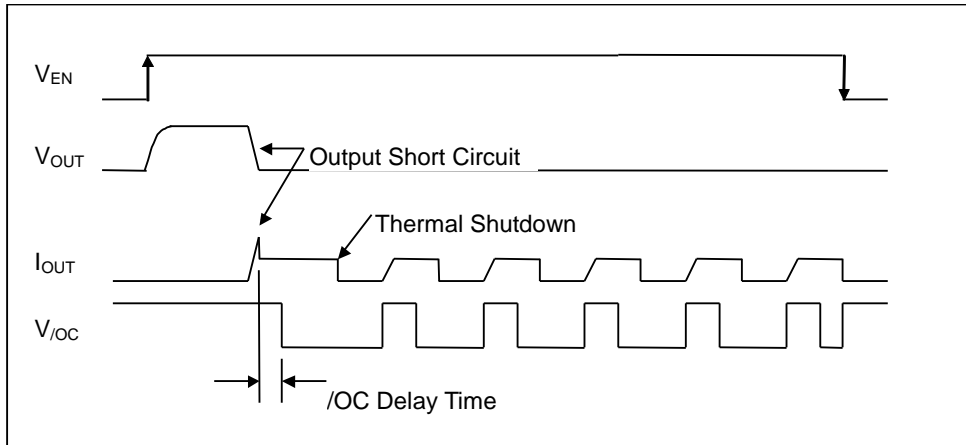 VEN
VOUT
Output Short Circuit
Thermal Shutdown
IOUT
V/OC
/OC Delay Time